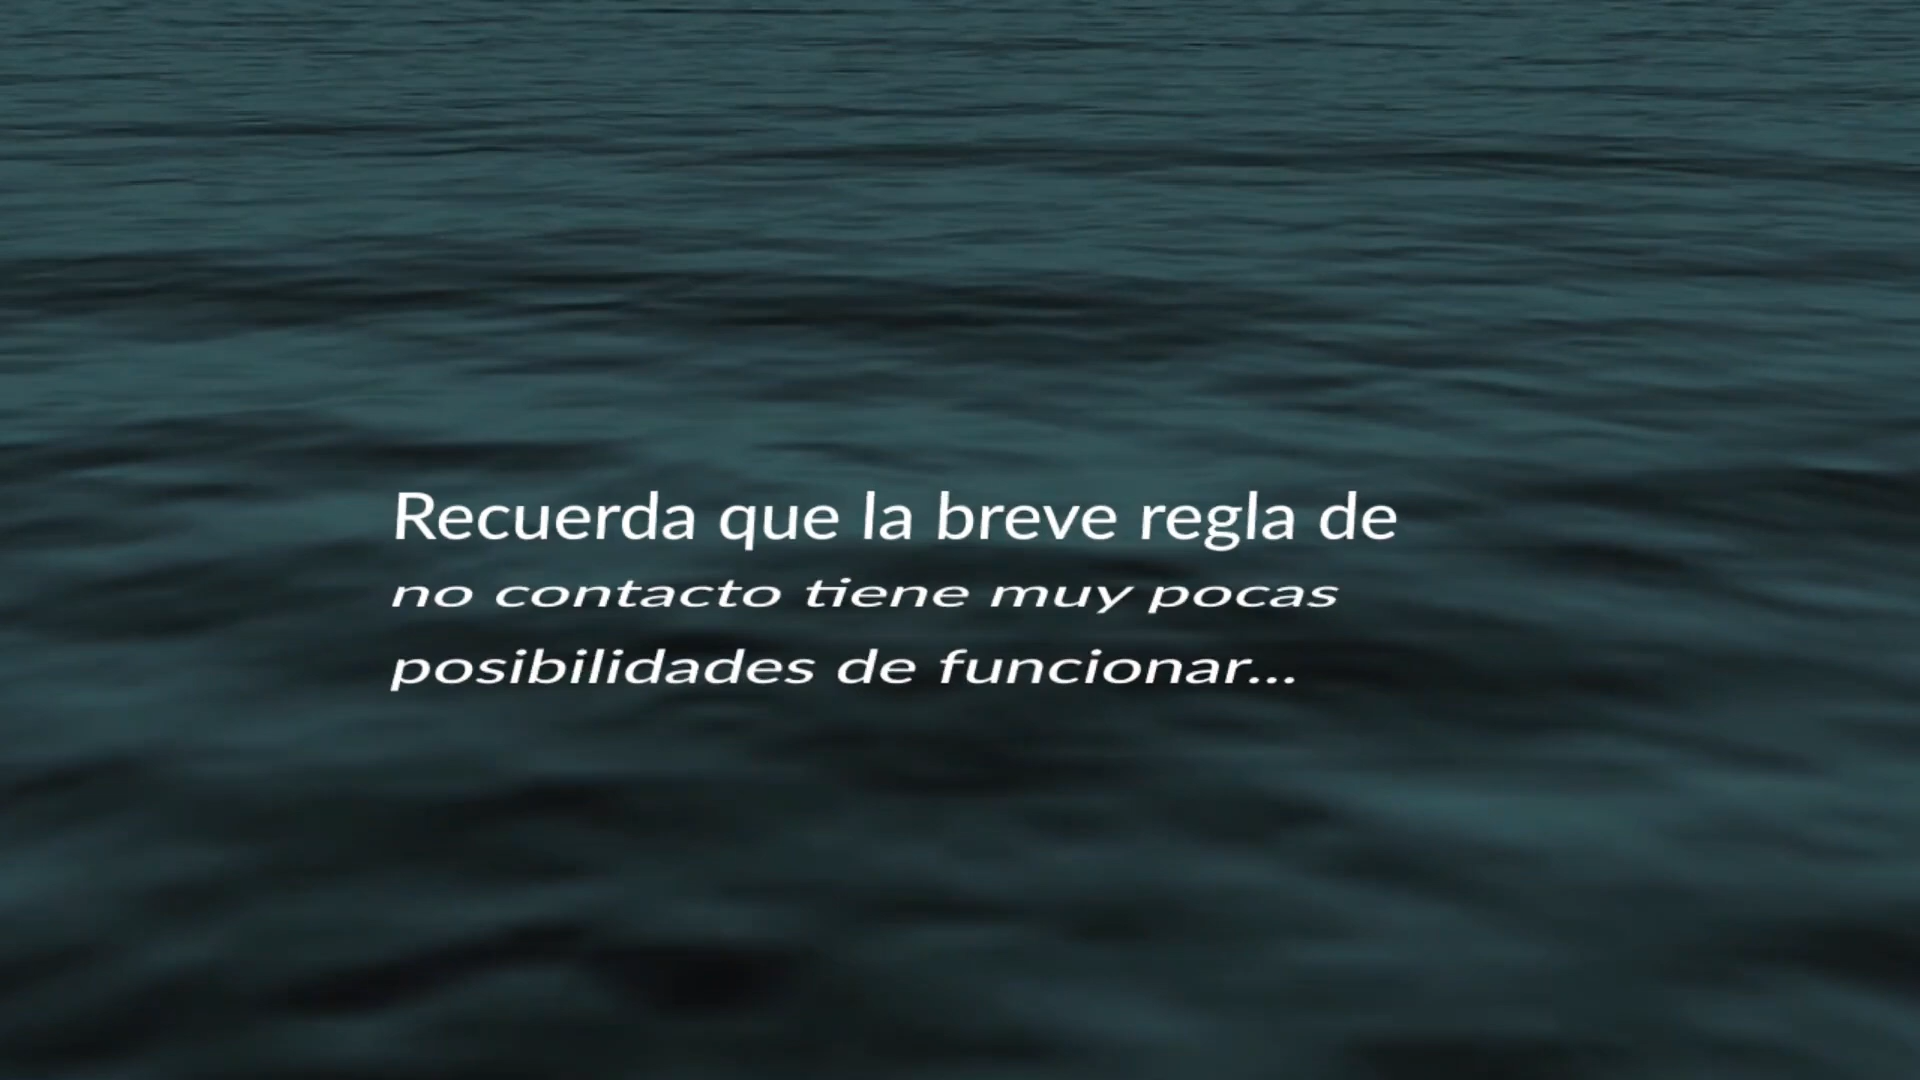 Recuerda que la breve regla de
no contacto tiene muy pocas
posibilidades de funcionar...